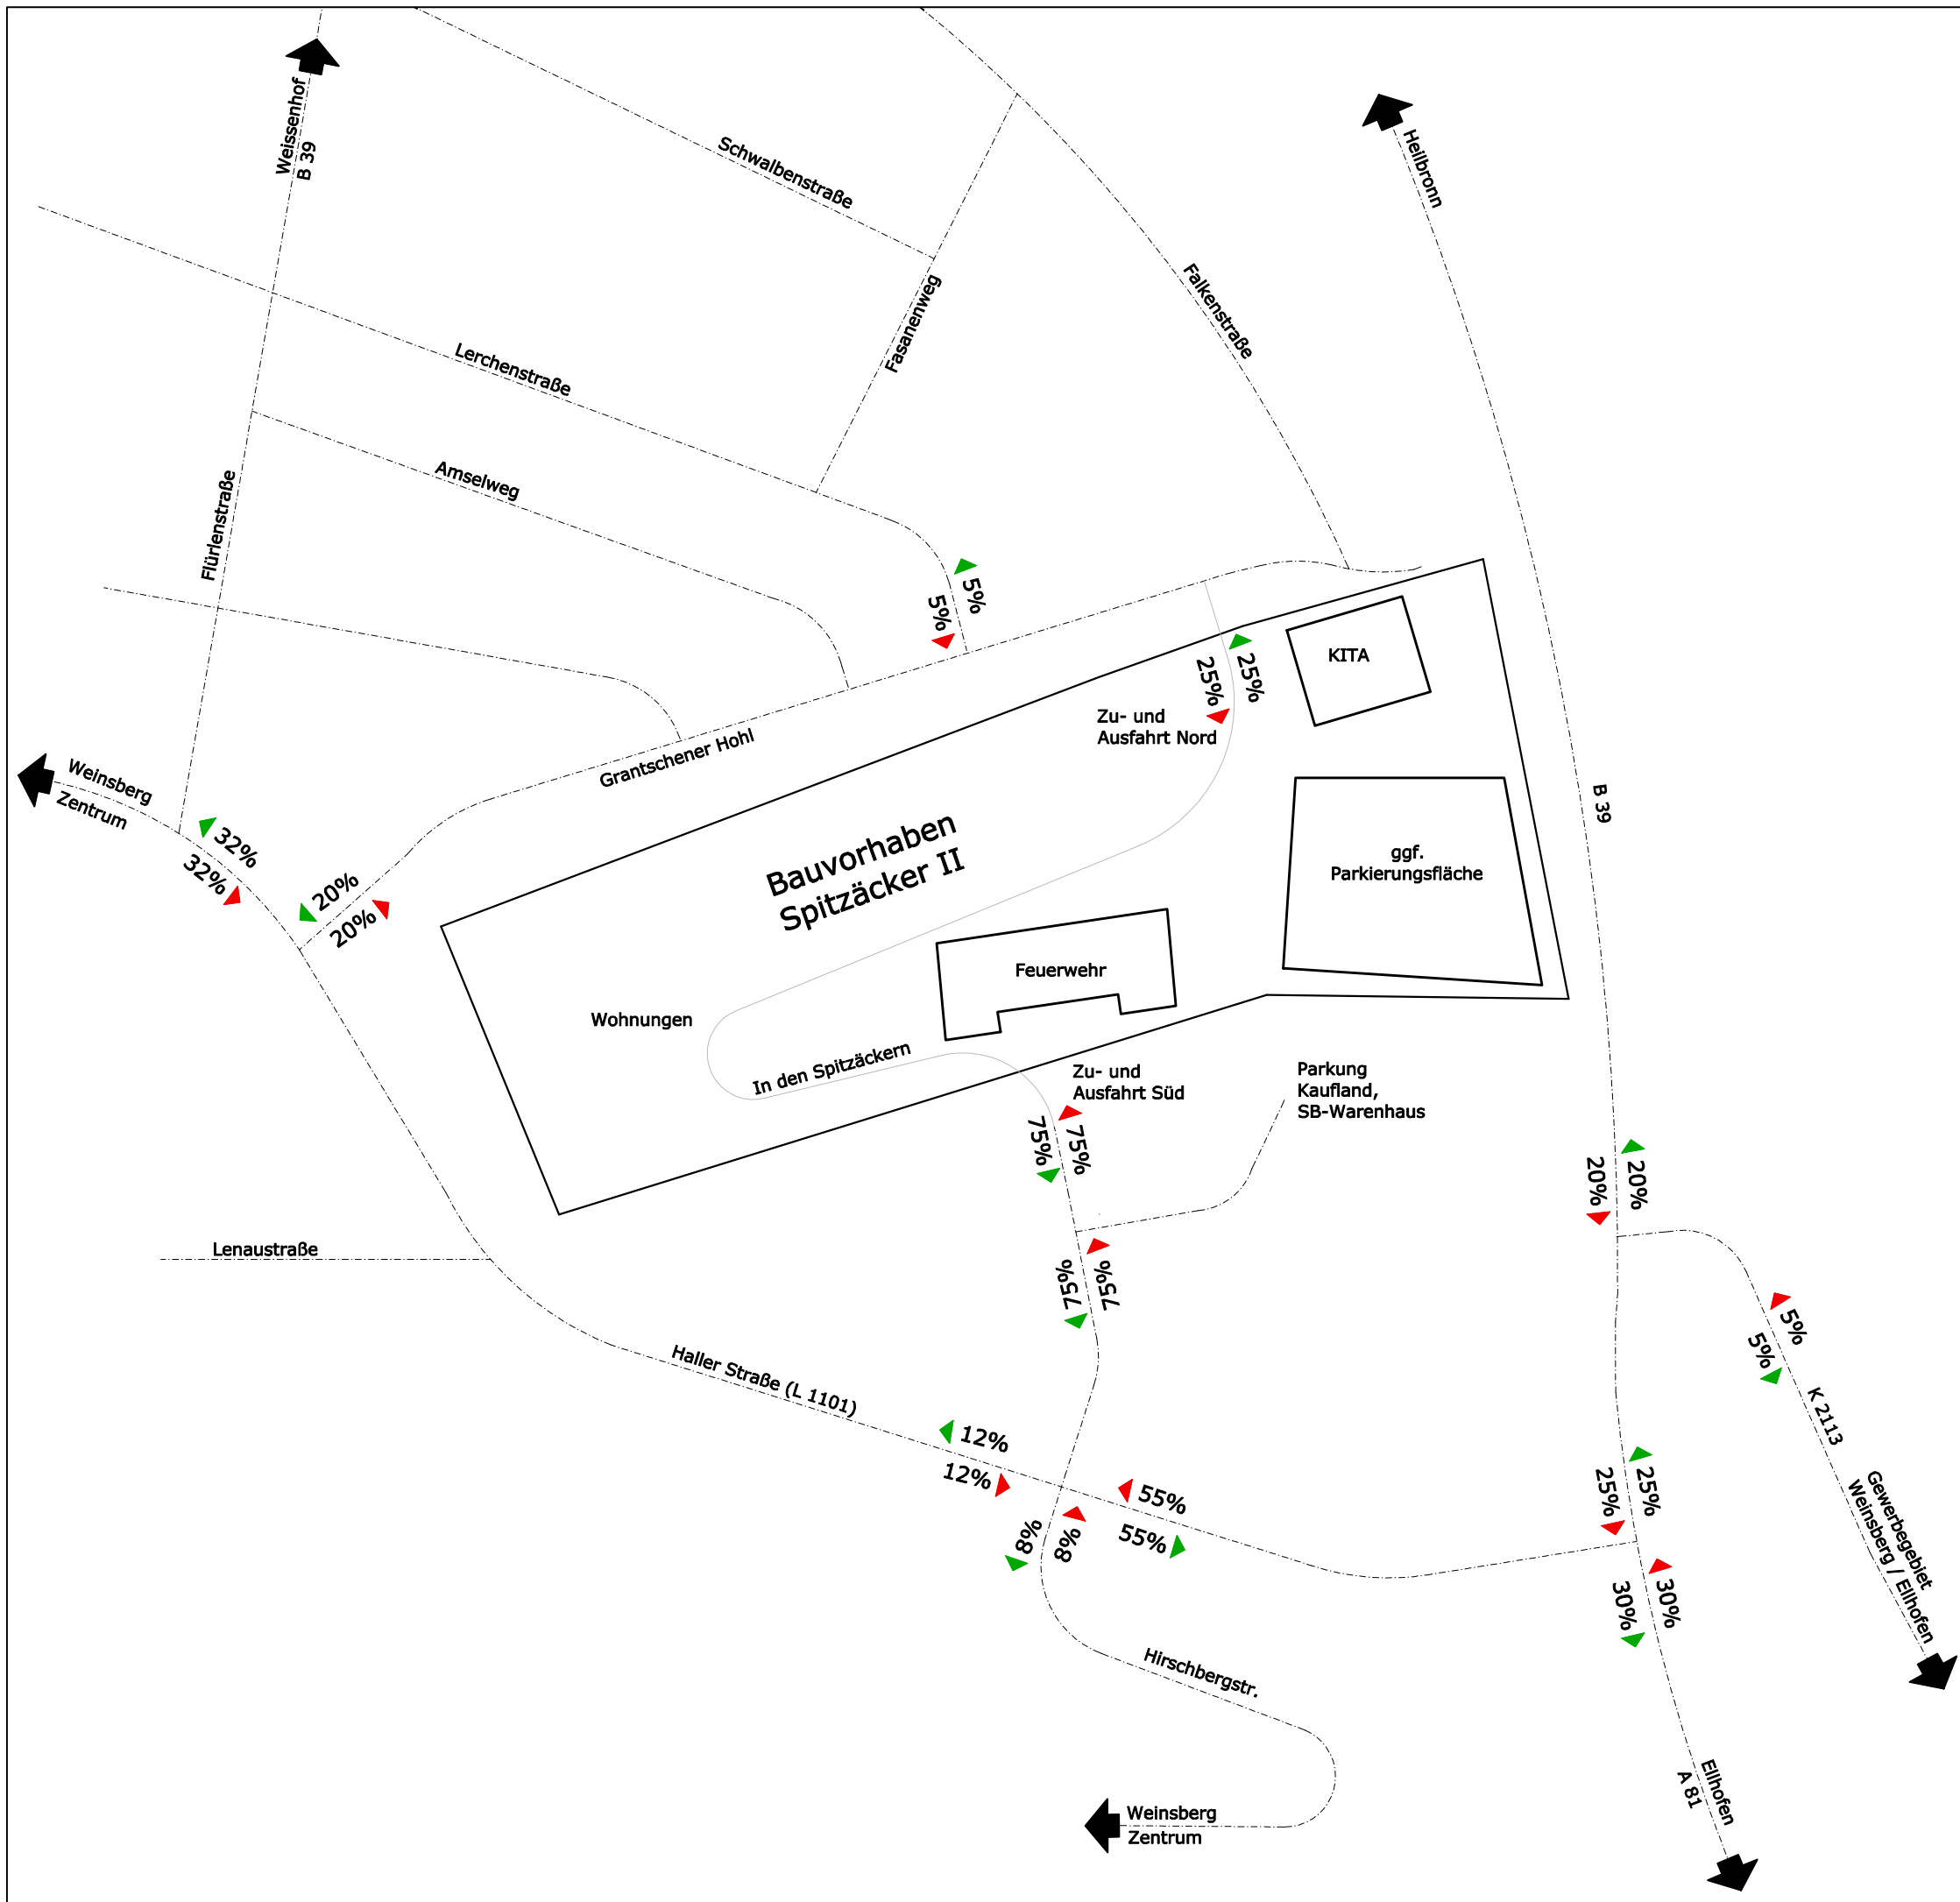 Weissenhof
B 39
Schwalbenstraße
Heilbronn
Fasanenweg
Falkenstraße
Lerchenstraße
Amselweg
Flürlenstraße
5%
5%
KITA
25%
25%
Zu- und
Ausfahrt Nord
Grantschener Hohl
Weinsberg
Zentrum
B 39
32%
32%
20%
20%
Bauvorhaben
Spitzäcker II
ggf.
Parkierungsfläche
Feuerwehr
Wohnungen
In den Spitzäckern
Zu- und
Ausfahrt Süd
Parkung
Kaufland,
SB-Warenhaus
75%
75%
20%
20%
Lenaustraße
75%
75%
5%
5%
Haller Straße (L 1101)
K 2113
12%
12%
55%
55%
25%
25%
8%
8%
30%
30%
Gewerbegebiet
Weinsberg / Ellhofen
Hirschbergstr.
Ellhofen
A 81
Weinsberg
Zentrum